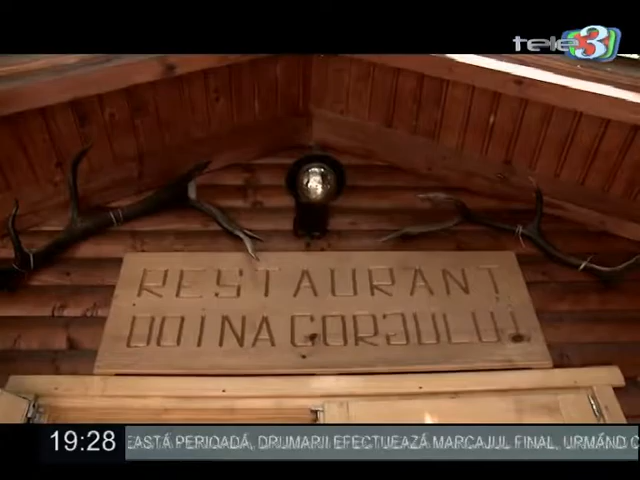 tele3
RESTAURANT
DOINA GORJULUI
19:28
EASTĂ PERIOADĂ, DRUMARII EFECTUEAZĂ MARCAJUL FINAL, URMÂND